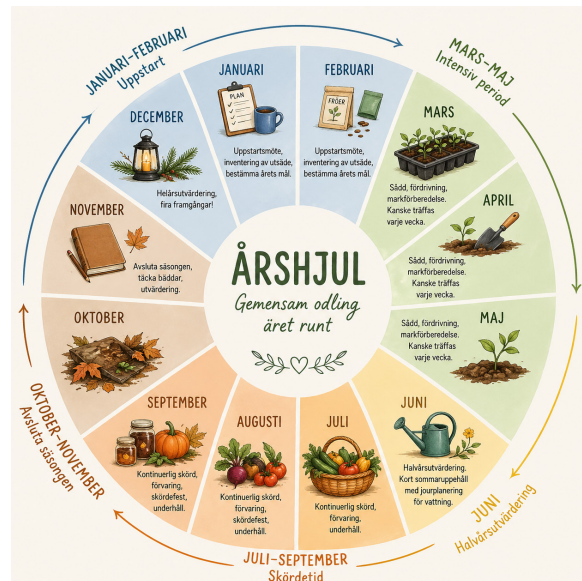 JANUARI-FEBRUARI
Uppstart
MARS-MAJ
Intensiv period
JUNI
Halvårsutvärdering
JULI-SEPTEMBER
Skördetid
OKTOBER-NOVEMBER
Avsluta säsongen
ÅRSHJUL
Gemensam odling
äret runt
JANUARI
PLAN
Uppstartsmöte,
inventering av utsäde,
bestämma årets mål.
FEBRUARI
FRÖER
Uppstartsmöte,
inventering av utsäde,
bestämma årets mål.
MARS
Sådd, fördrivning,
markförberedelse.
Kanske träffas
varje vecka.
APRIL
Sådd, fördrivning,
markförberedelse.
Kanske träffas
varje vecka.
MAJ
Sådd, fördrivning,
markförberedelse.
Kanske träffas
varje vecka.
JUNI
Halvårsutvärdering.
Kort sommaruppehåll
med jourplanering
för vattning.
JULI
Kontinuerlig skörd,
förvaring,
underhåll.
AUGUSTI
Kontinuerlig skörd,
förvaring,
skördefest,
underhåll.
SEPTEMBER
Kontinuerlig skörd,
förvaring,
skördefest,
underhåll.
OKTOBER
NOVEMBER
Avsluta säsongen,
täcka bäddar,
utvärdering.
DECEMBER
Helårsutvärdering,
fira framgångar!